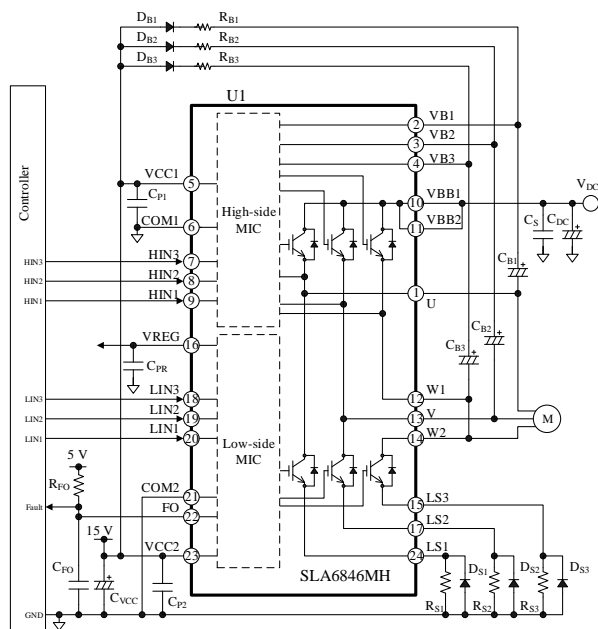 DB1 RB1
DB2 RB2
DB3 RB3
U1
2 VB1
3 VB2
4 VB3
VCC1 5
CP1
COM1 6
High-side
MIC
10 VBB1
11 VBB2
VDC
CS CDC
Controller
HIN3 HIN3 7
HIN2 HIN2 8
HIN1 HIN1 9
CB1
1 U
CB2
CB3
VREG 16
CPR
LIN3 LIN3 18
LIN2 LIN2 19
LIN1 LIN1 20
12 W1
13 V
14 W2
M
Low-side
MIC
5 V
RFO
COM2 21
Fault FO 22
15 V
VCC2 23
15 LS3
17 LS2
24 LS1
CFO
CVCC
CP2
SLA6846MH
DS1 DS2 DS3
RS1 RS2 RS3
GND